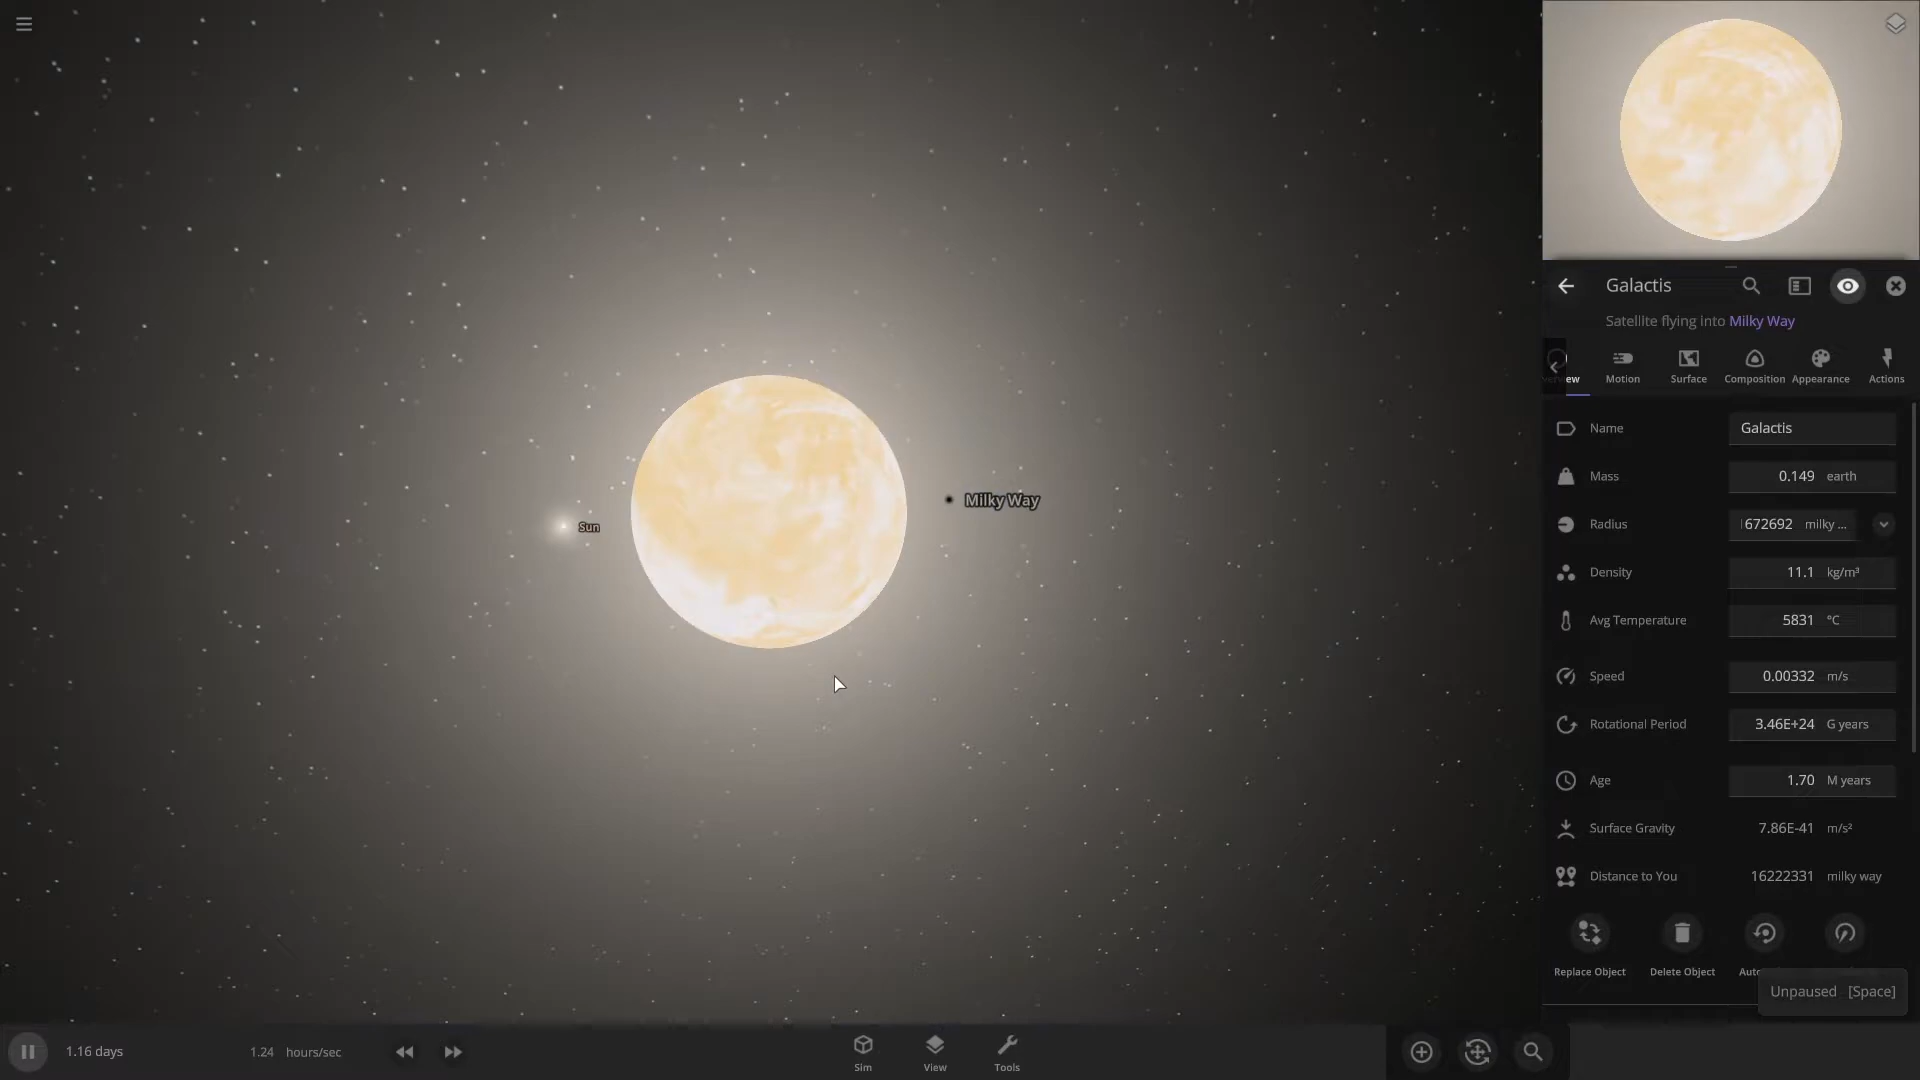 Galactis
Satellite flying into Milky Way
Motion Surface Composition Appearance Actions
Name Galactis
Mass 0.149 earth
Radius 672692 milky ...
Density 11.1 kg/m³
Avg Temperature 5831 °C
Speed 0.00332 m/s
Rotational Period 3.46E+24 G years
Age 1.70 M years
Surface Gravity 7.86E-41 m/s²
Distance to You 16222331 milky way
Replace Object Delete Object
Unpaused [Space]
Milky Way
Sun
1.16 days 1.24 hours/sec
Sim View Tools